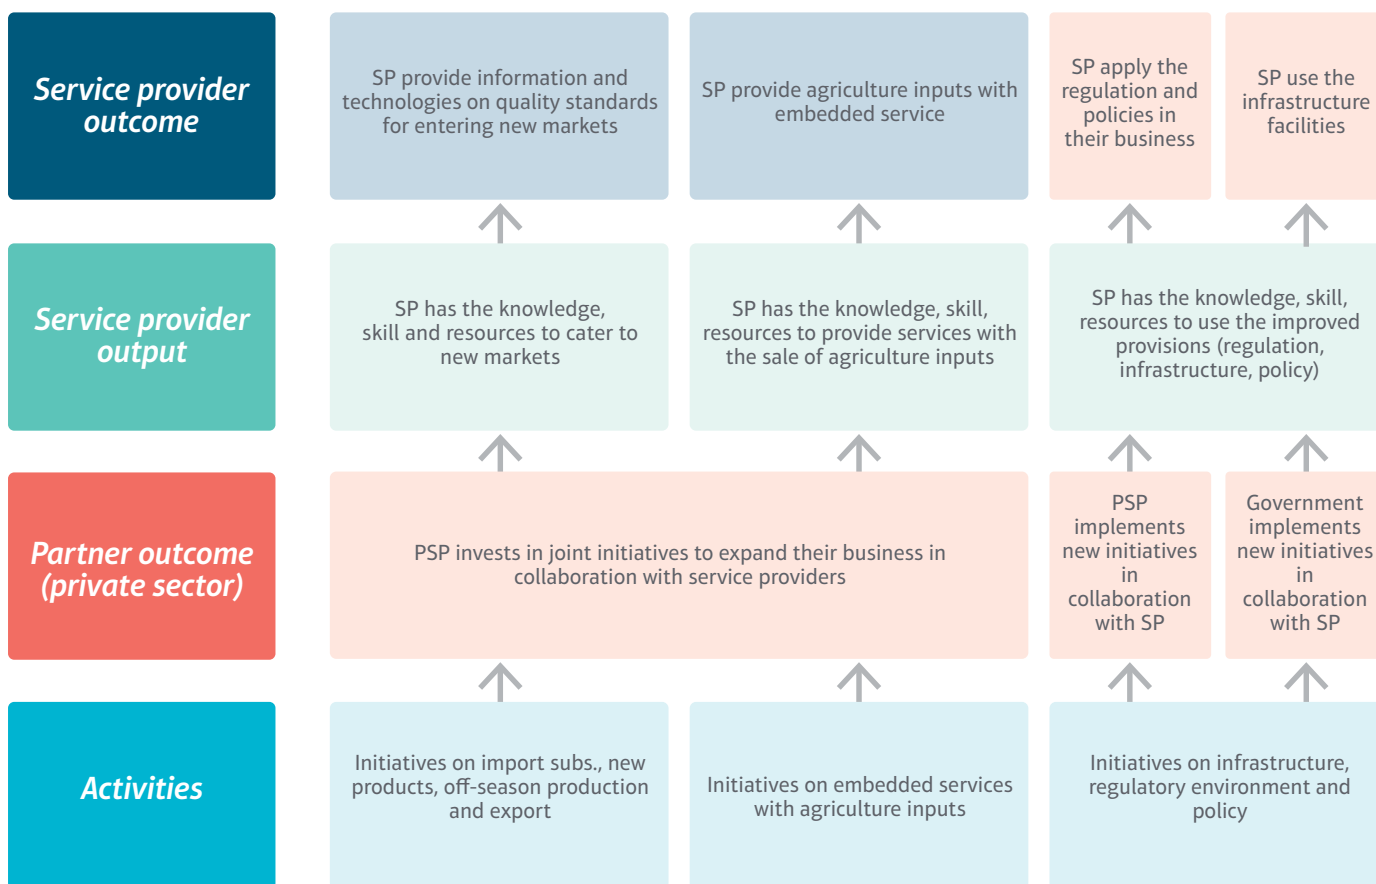 Service provider
outcome
SP provide information and
technologies on quality standards
for entering new markets
SP provide agriculture inputs with
embedded service
SP apply the
regulation and
policies in
their business
SP use the
infrastructure
facilities
Service provider
output
SP has the knowledge,
skill and resources to cater to
new markets
SP has the knowledge, skill,
resources to provide services with
the sale of agriculture inputs
SP has the knowledge, skill,
resources to use the improved
provisions (regulation,
infrastructure, policy)
Partner outcome
(private sector)
PSP invests in joint initiatives to expand their business in
collaboration with service providers
PSP
implements
new initiatives
in
collaboration
with SP
Government
implements
new initiatives
in
collaboration
with SP
Activities
Initiatives on import subs., new
products, off-season production
and export
Initiatives on embedded services
with agriculture inputs
Initiatives on infrastructure,
regulatory environment and
policy